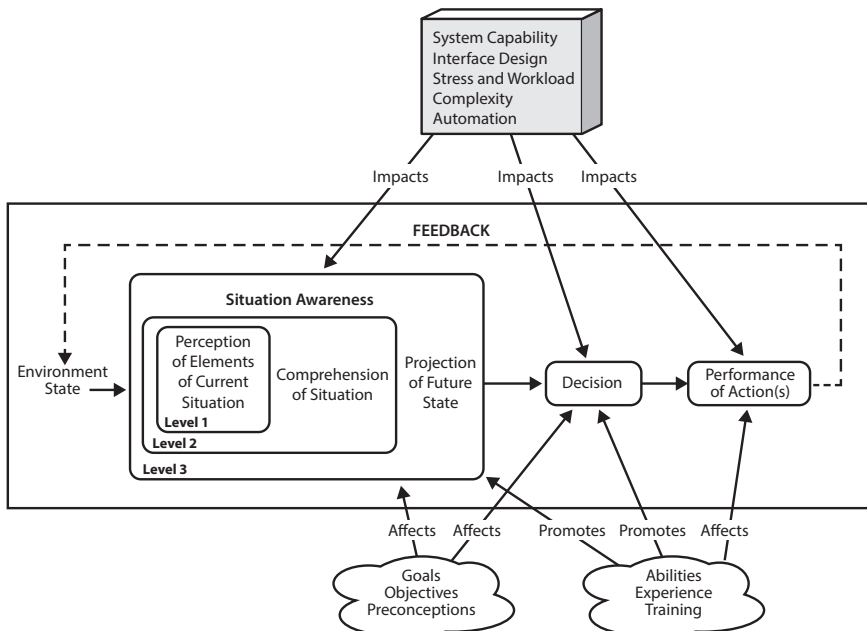 System Capability
Interface Design
Stress and Workload
Complexity
Automation
Impacts
Impacts
Impacts
FEEDBACK
Situation Awareness
Perception
of Elements
of Current
Situation
Level 1
Comprehension
of Situation
Level 2
Projection
of Future
State
Level 3
Environment
State
Decision
Performance
of Action(s)
Affects
Affects
Promotes
Promotes
Affects
Goals
Objectives
Preconceptions
Abilities
Experience
Training